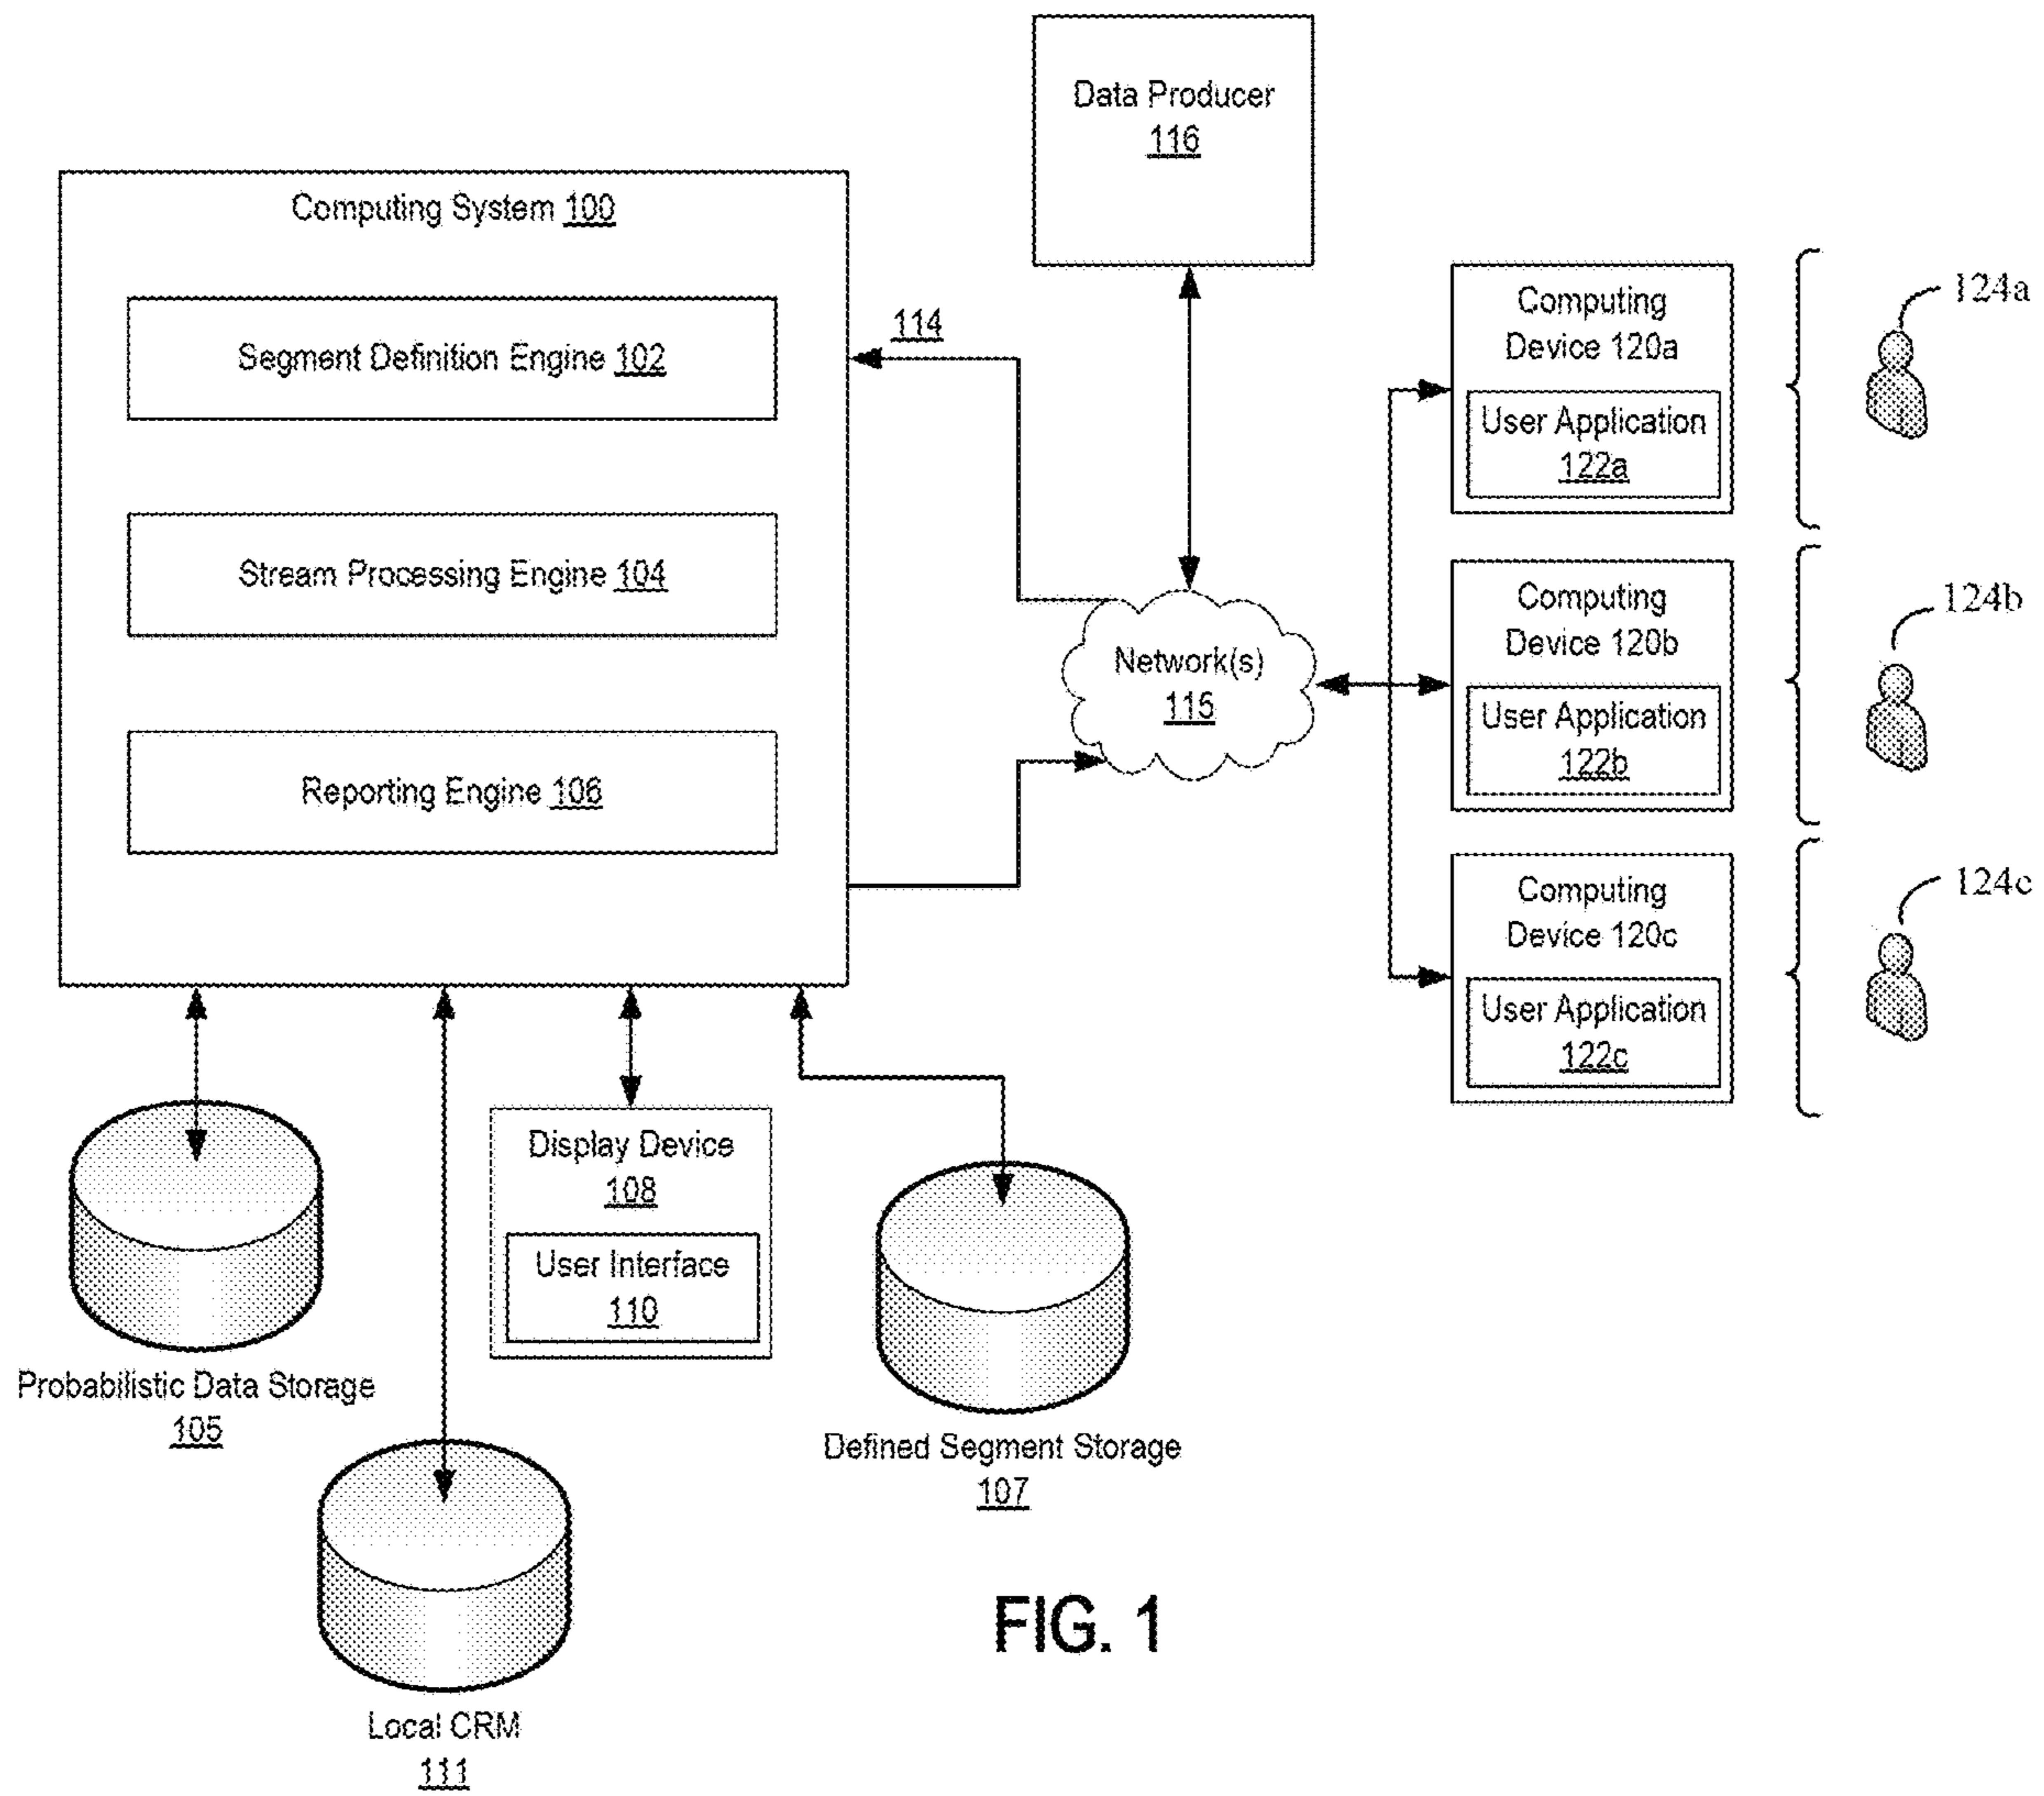 Data Producer
116
Computing System 100
Segment Definition Engine 102
Stream Processing Engine 104
Reporting Engine 106
114
Network(s)
115
Computing
Device 120a
User Application
122a
124a
Computing
Device 120b
User Application
122b
124b
Computing
Device 120c
User Application
122c
124c
Probabilistic Data Storage
105
Display Device
108
User Interface
110
Defined Segment Storage
107
Local CRM
111
FIG. 1